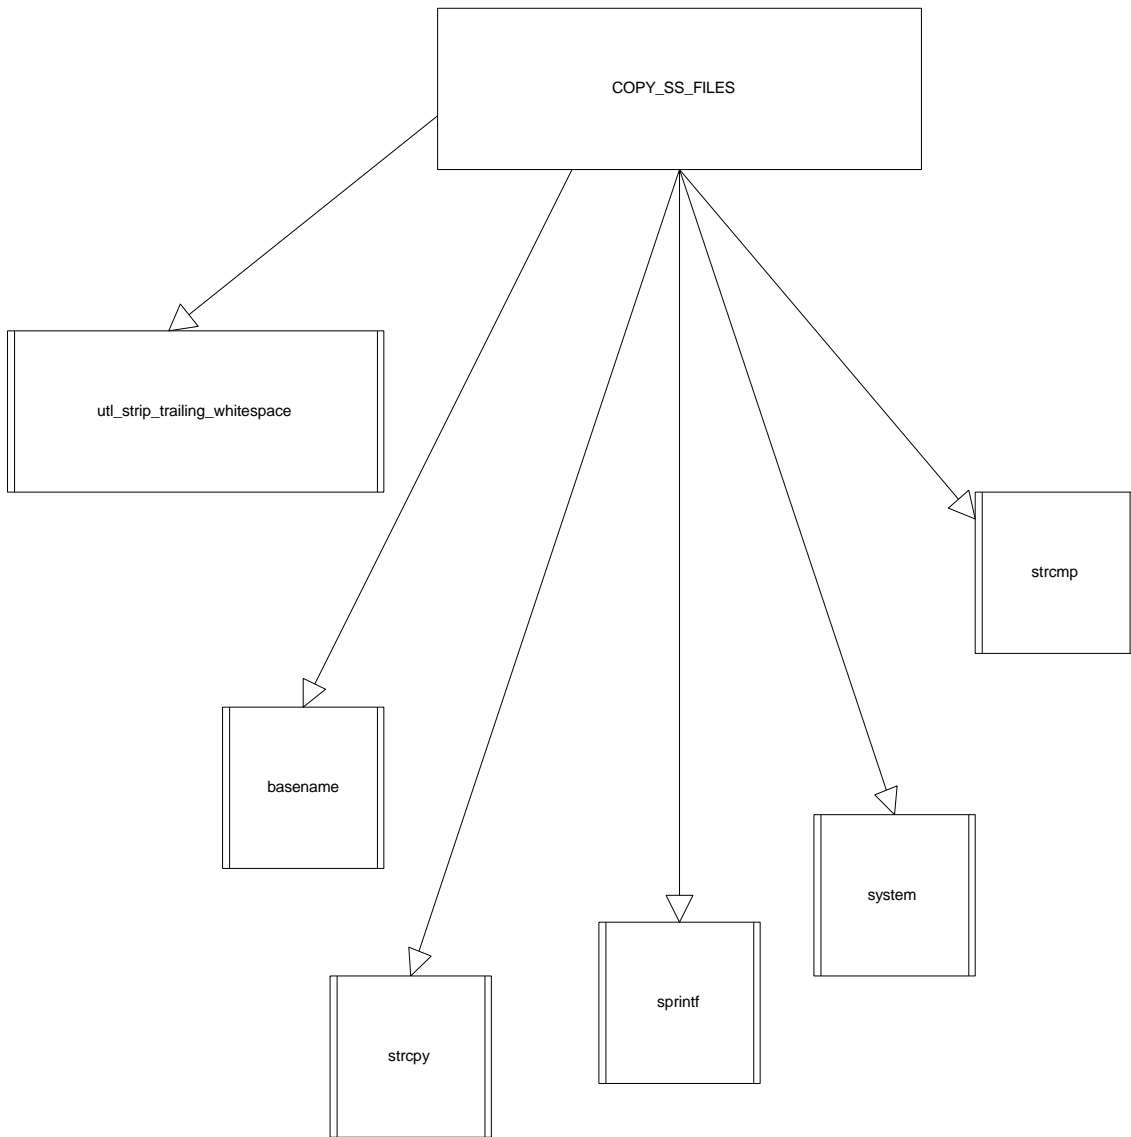 COPY_SS_FILES
utl_strip_trailing_whitespace
strcmp
basename
system
sprintf
strcpy